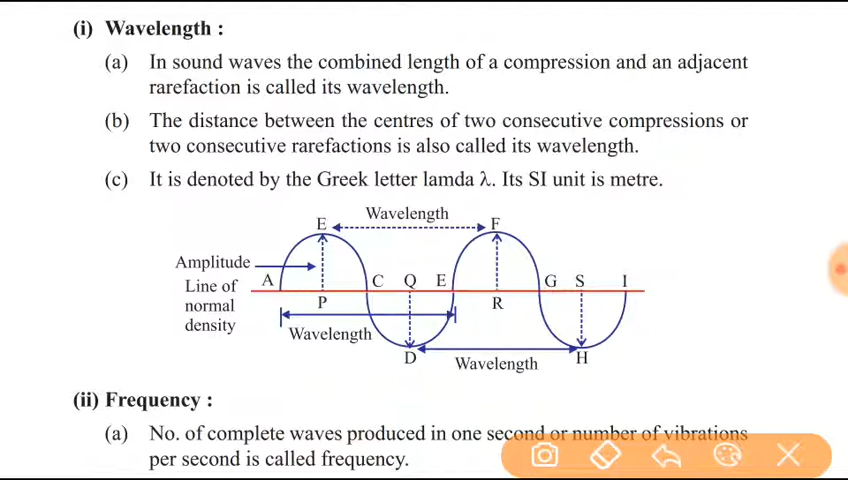 (i) Wavelength :
(a) In sound waves the combined length of a compression and an adjacent
rarefaction is called its wavelength.
(b) The distance between the centres of two consecutive compressions or
two consecutive rarefactions is also called its wavelength.
(c) It is denoted by the Greek letter lamda λ. Its SI unit is metre.
Wavelength
E F
Amplitude
Line of
normal
density
A C Q E G S I
P R
Wavelength
D H
Wavelength
(ii) Frequency :
(a) No. of complete waves produced in one second or number of vibrations
per second is called frequency.